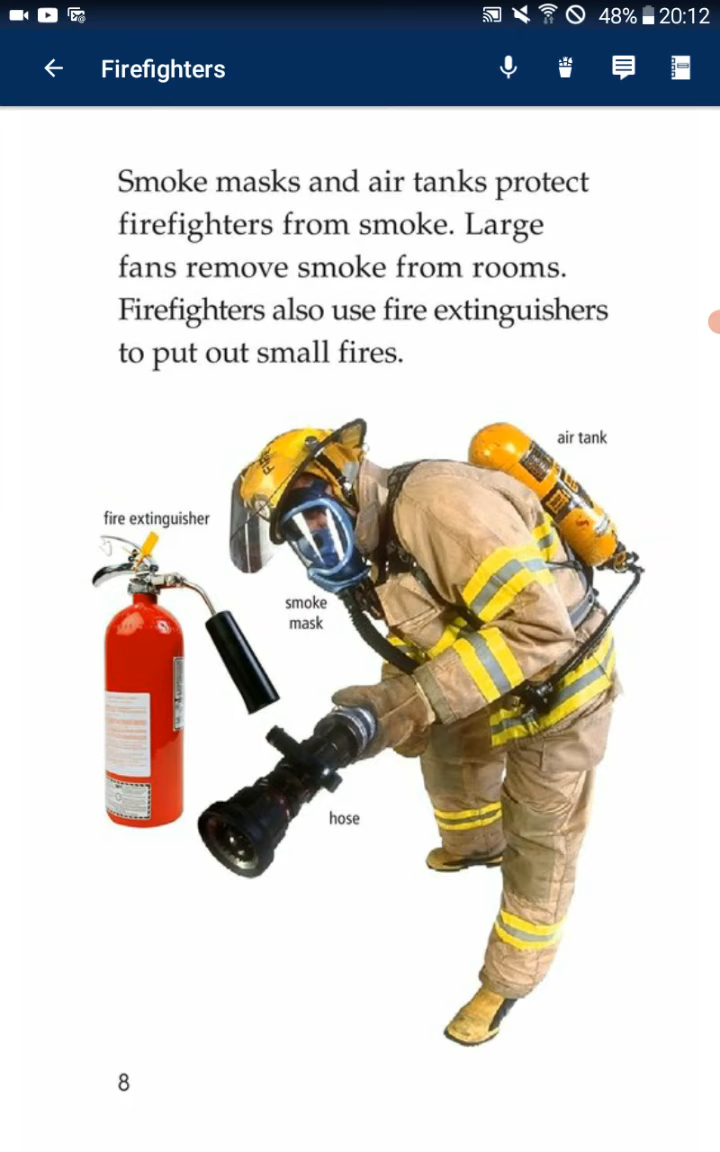 48% 20:12
Firefighters
Smoke masks and air tanks protect
firefighters from smoke. Large
fans remove smoke from rooms.
Firefighters also use fire extinguishers
to put out small fires.
air tank
fire extinguisher
smoke
mask
hose
8